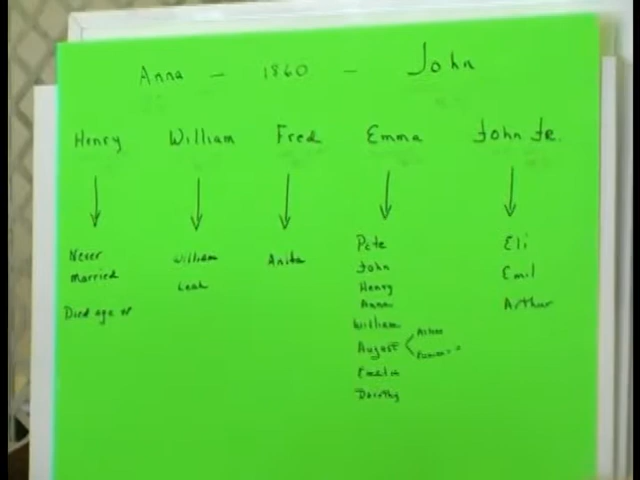 Anna - 1860 - John
Henry William Fred Emma John Jr.
Never
Married
Died age
William
Leah
Anita
Pete
John
Henry
Anna
William
August
Dorothy
Eli
Emil
Arthur